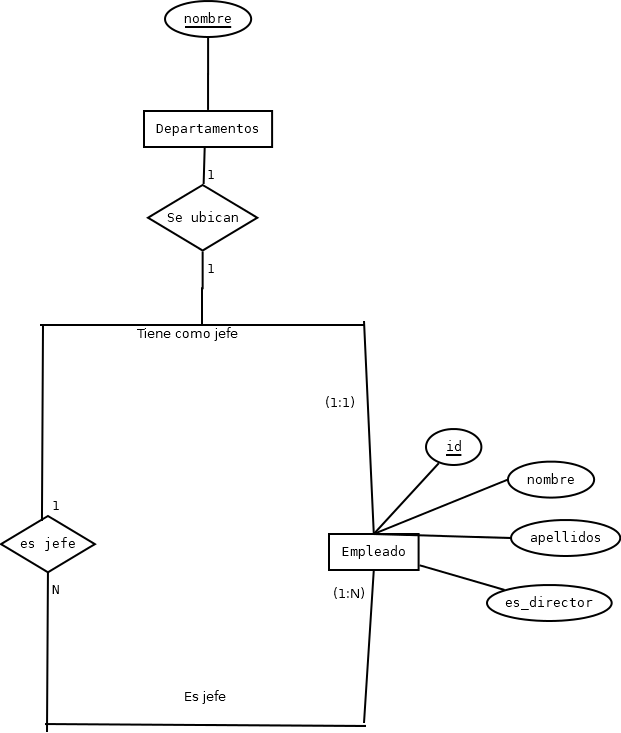 nombre
Departamentos
1
Se ubican
1
Tiene como jefe
(1:1)
id
nombre
1
apellidos
es jefe
Empleado
N
(1:N)
es_director
Es jefe